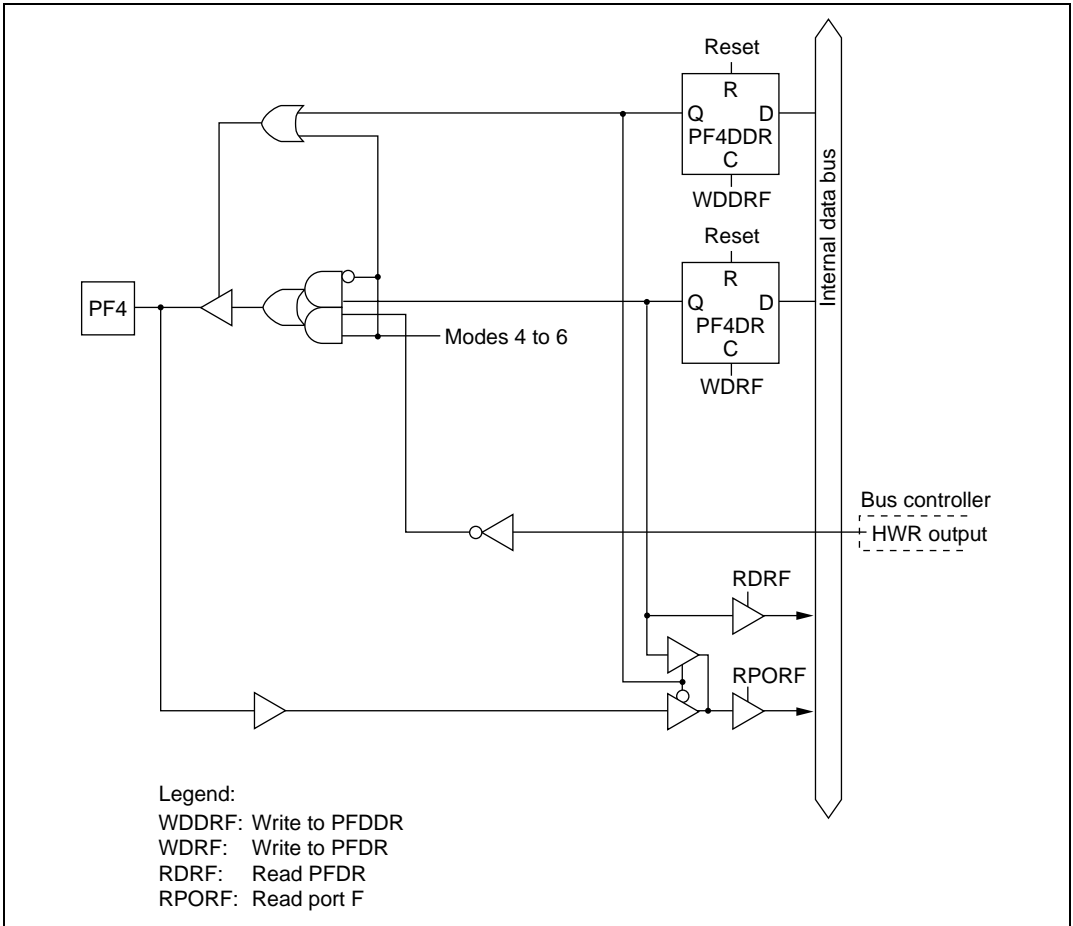 Reset
R
Q D
PF4DDR
C
WDDRF
Reset
R
Q D
PF4DR
C
WDRF
Internal data bus
PF4
Modes 4 to 6
Bus controller
HWR output
RDRF
RPORF
Legend:
WDDRF: Write to PFDDR
WDRF: Write to PFDR
RDRF: Read PFDR
RPORF: Read port F